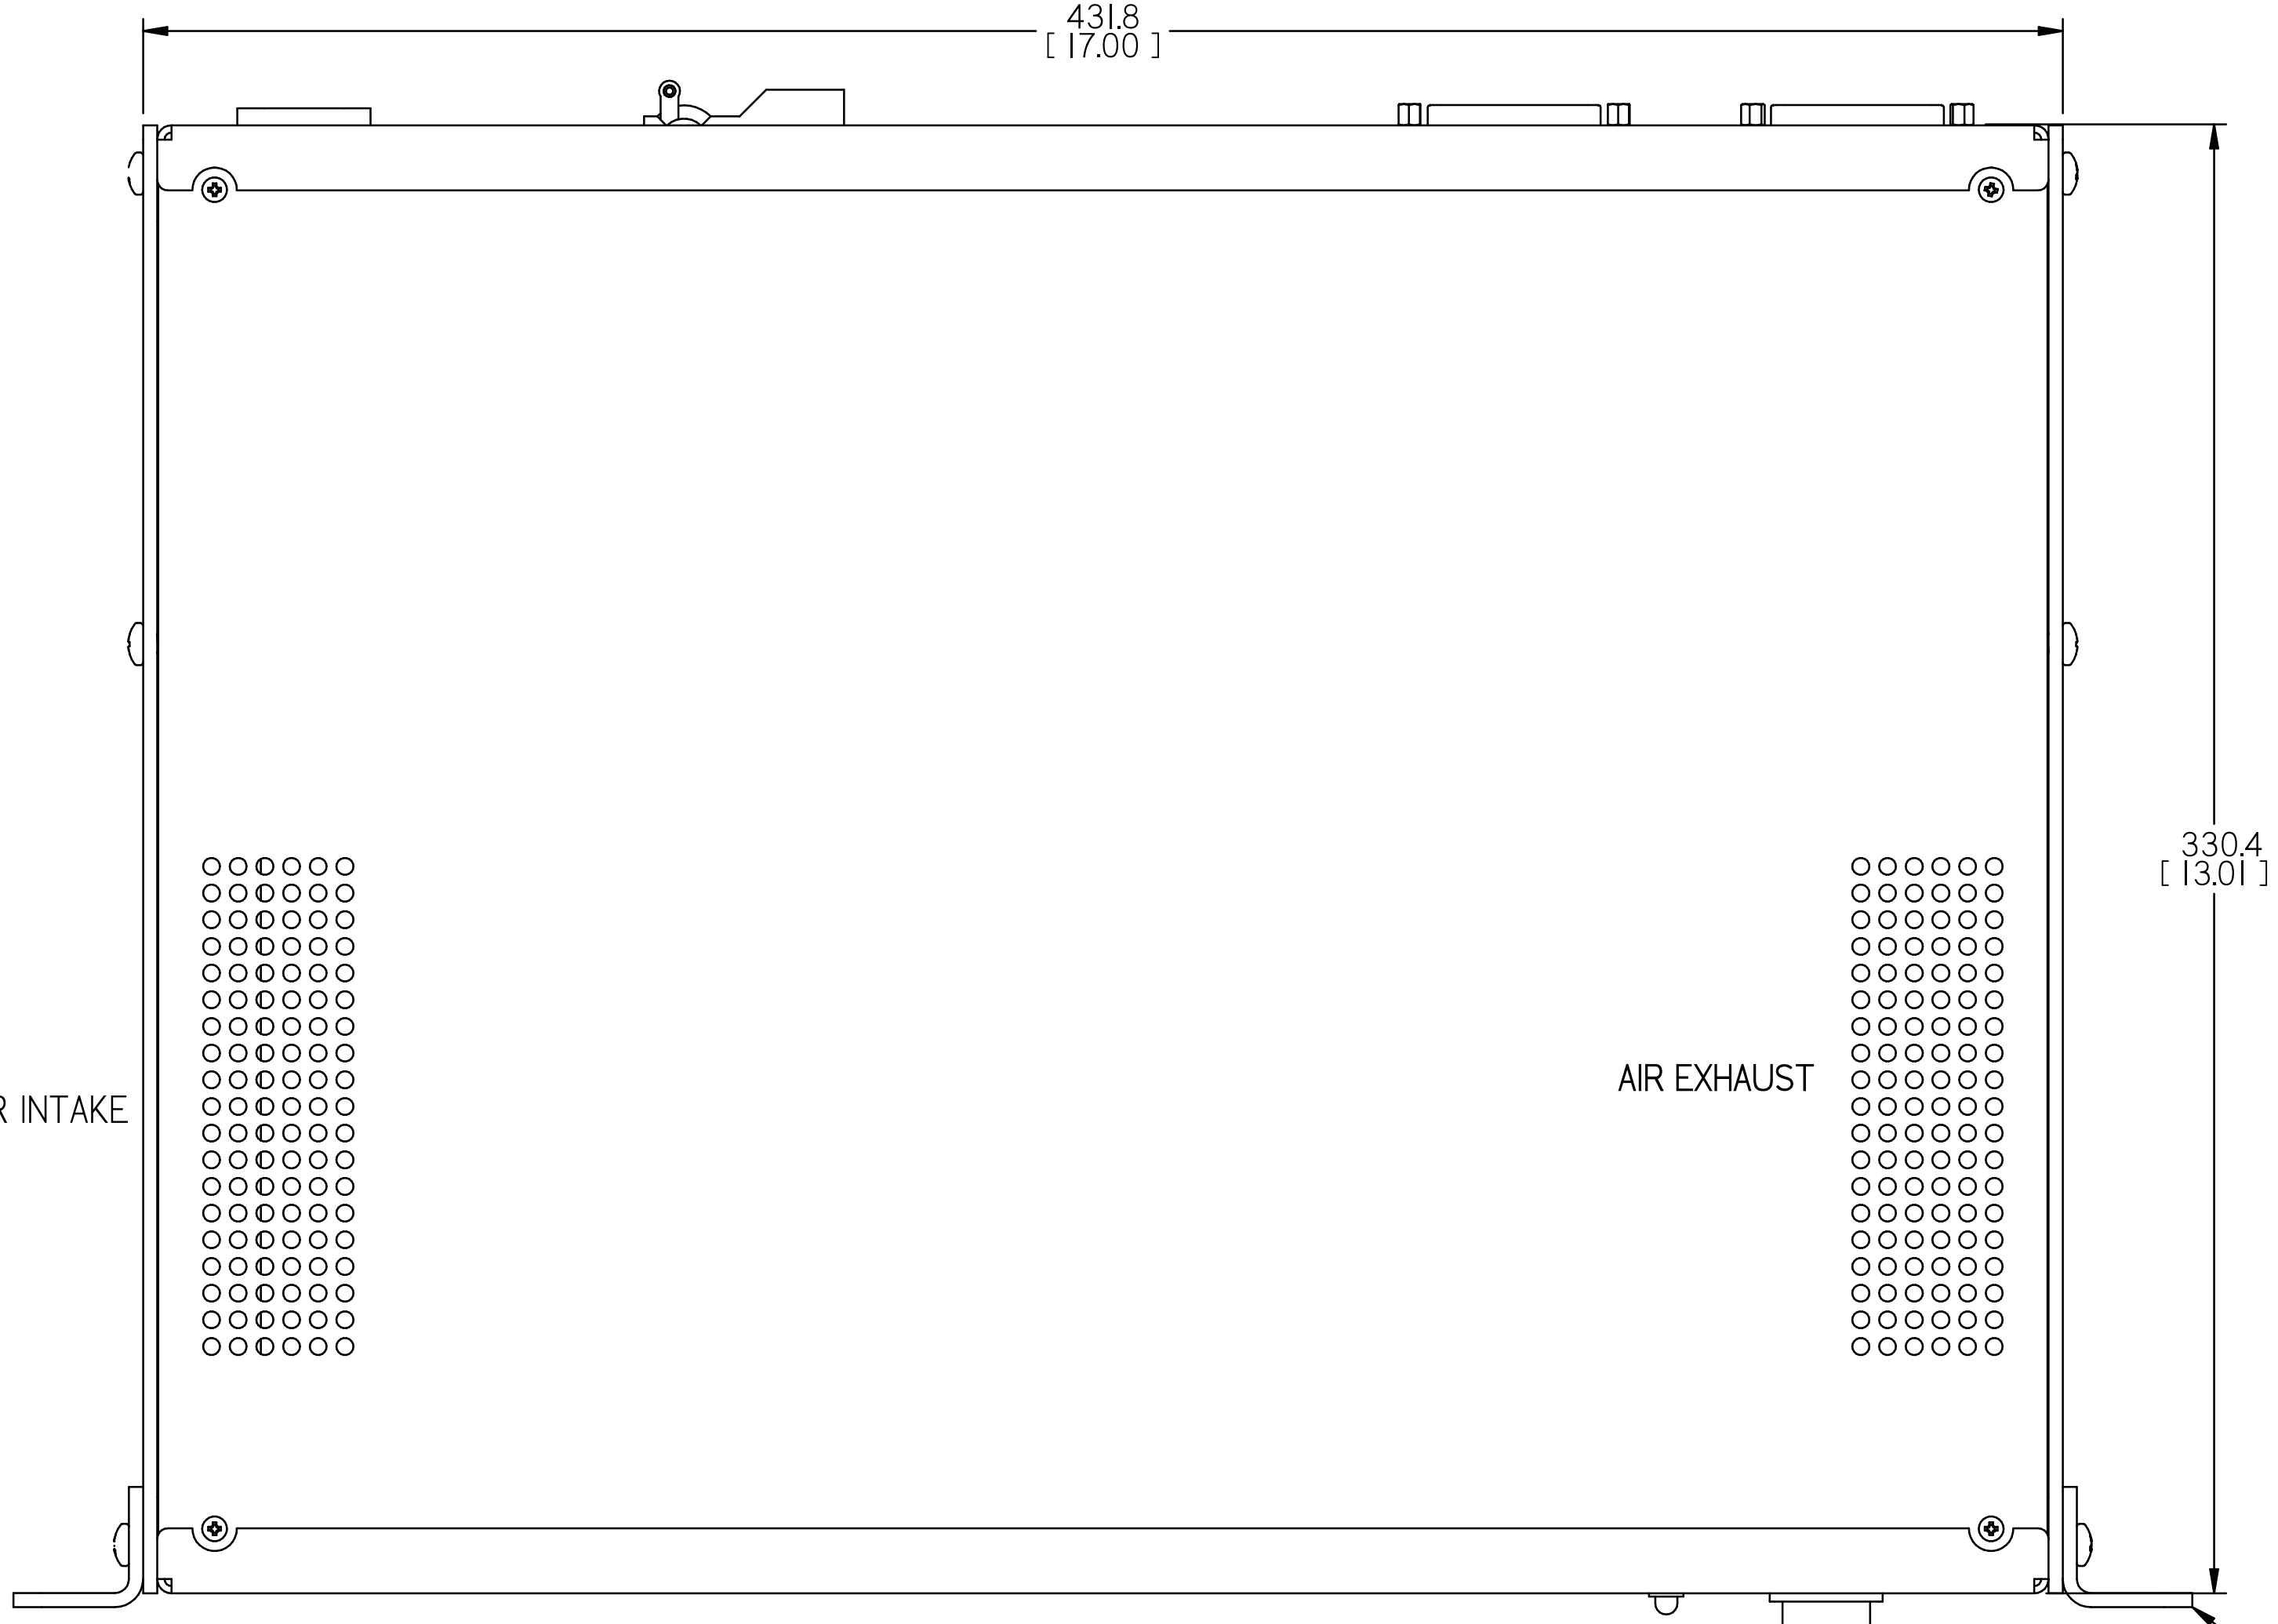 431.8
[ 17.00 ]
330.4
[ 13.01 ]
AIR EXHAUST
INTAKE